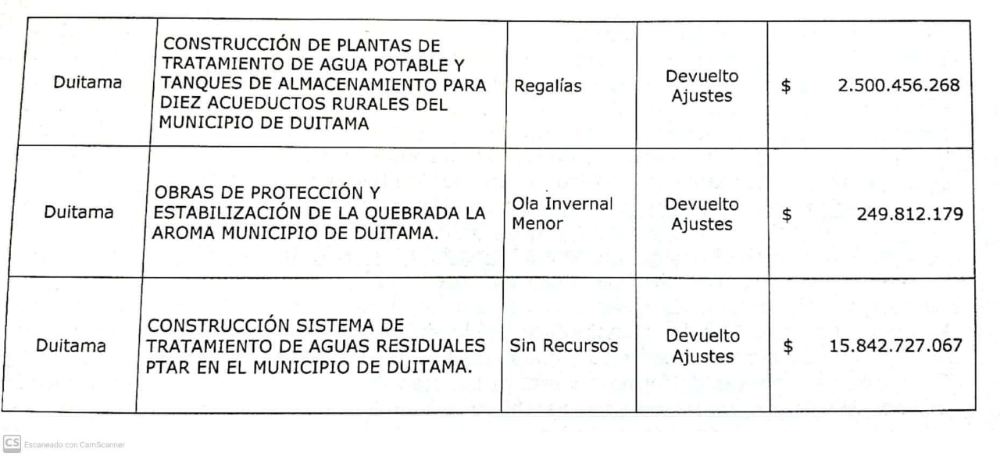 Duitama
CONSTRUCCIÓN DE PLANTAS DE
TRATAMIENTO DE AGUA POTABLE Y
TANQUES DE ALMACENAMIENTO PARA
DIEZ ACUEDUCTOS RURALES DEL
MUNICIPIO DE DUITAMA
Regalías
Devuelto
Ajustes
$ 2.500.456.268
Duitama
OBRAS DE PROTECCIÓN Y
ESTABILIZACIÓN DE LA QUEBRADA LA
AROMA MUNICIPIO DE DUITAMA.
Ola Invernal
Menor
Devuelto
Ajustes
$ 249.812.179
Duitama
CONSTRUCCIÓN SISTEMA DE
TRATAMIENTO DE AGUAS RESIDUALES
PTAR EN EL MUNICIPIO DE DUITAMA.
Sin Recursos
Devuelto
Ajustes
$ 15.842.727.067
CS Escaneado con CamScanner